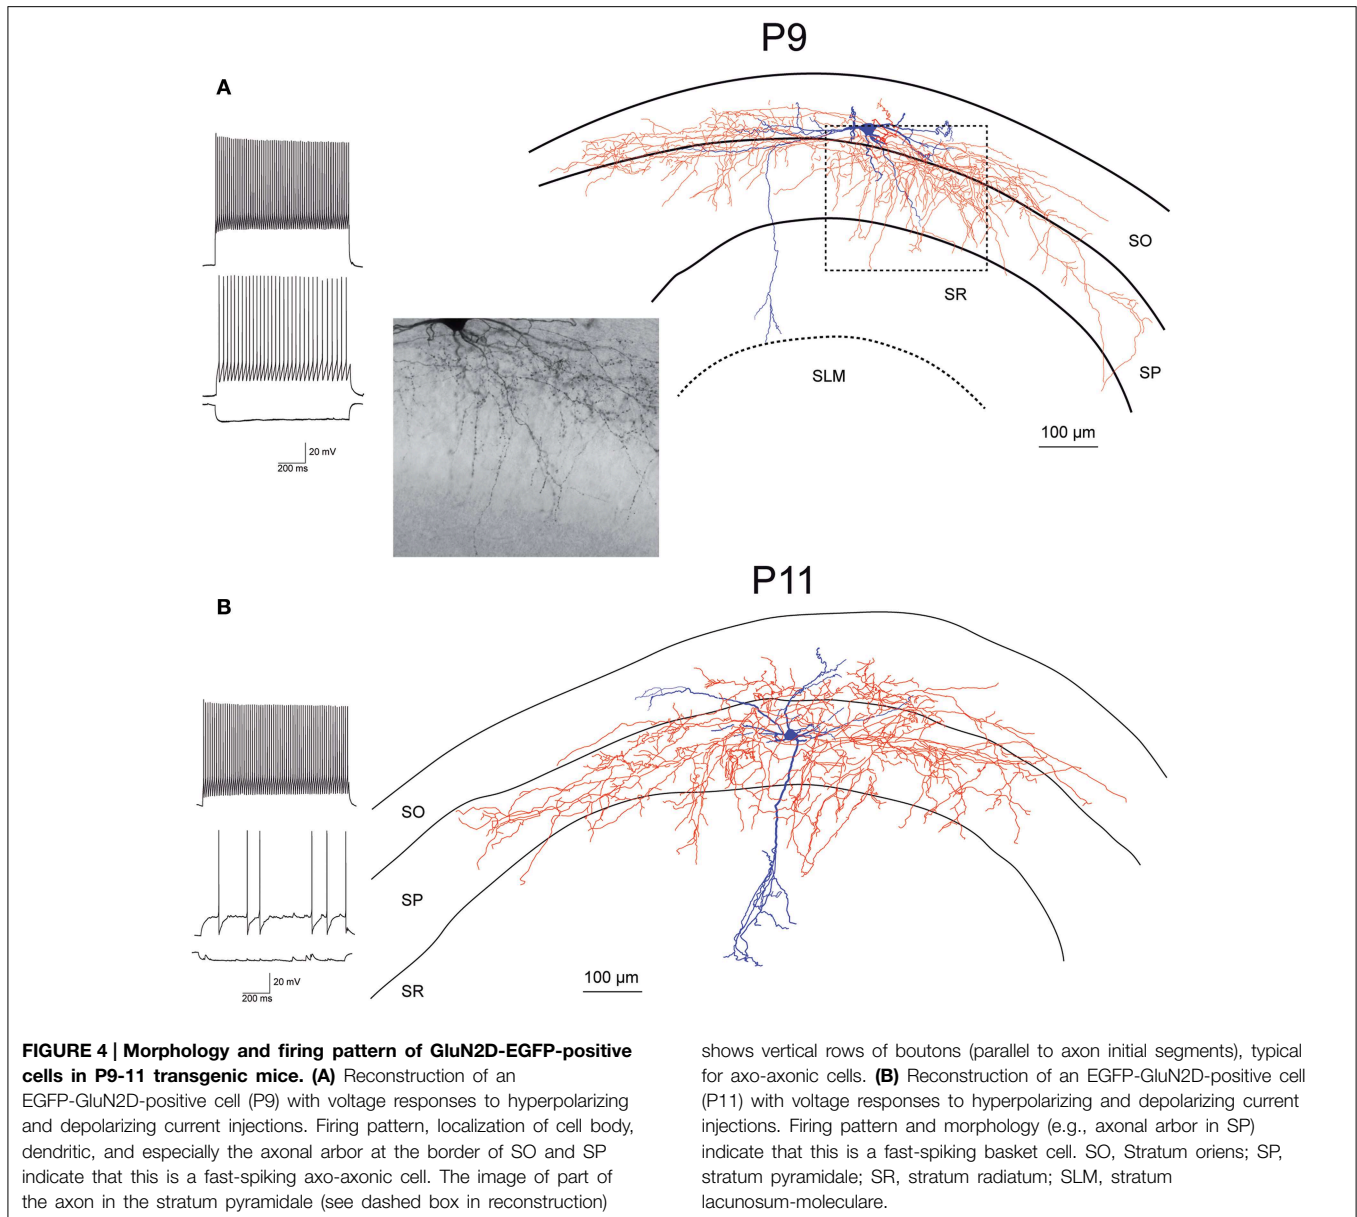 P9
A
SO
SR
SLM
SP
20 mV
200 ms
100 µm
P11
B
SO
SP
SR
20 mV
200 ms
100 µm
FIGURE 4 | Morphology and firing pattern of GluN2D-EGFP-positive
cells in P9-11 transgenic mice. (A) Reconstruction of an
EGFP-GluN2D-positive cell (P9) with voltage responses to hyperpolarizing
and depolarizing current injections. Firing pattern, localization of cell body,
dendritic, and especially the axonal arbor at the border of SO and SP
indicate that this is a fast-spiking axo-axonic cell. The image of part of
the axon in the stratum pyramidale (see dashed box in reconstruction)
shows vertical rows of boutons (parallel to axon initial segments), typical
for axo-axonic cells. (B) Reconstruction of an EGFP-GluN2D-positive cell
(P11) with voltage responses to hyperpolarizing and depolarizing current
injections. Firing pattern and morphology (e.g., axonal arbor in SP)
indicate that this is a fast-spiking basket cell. SO, Stratum oriens; SP,
stratum pyramidale; SR, stratum radiatum; SLM, stratum
lacunosum-moleculare.